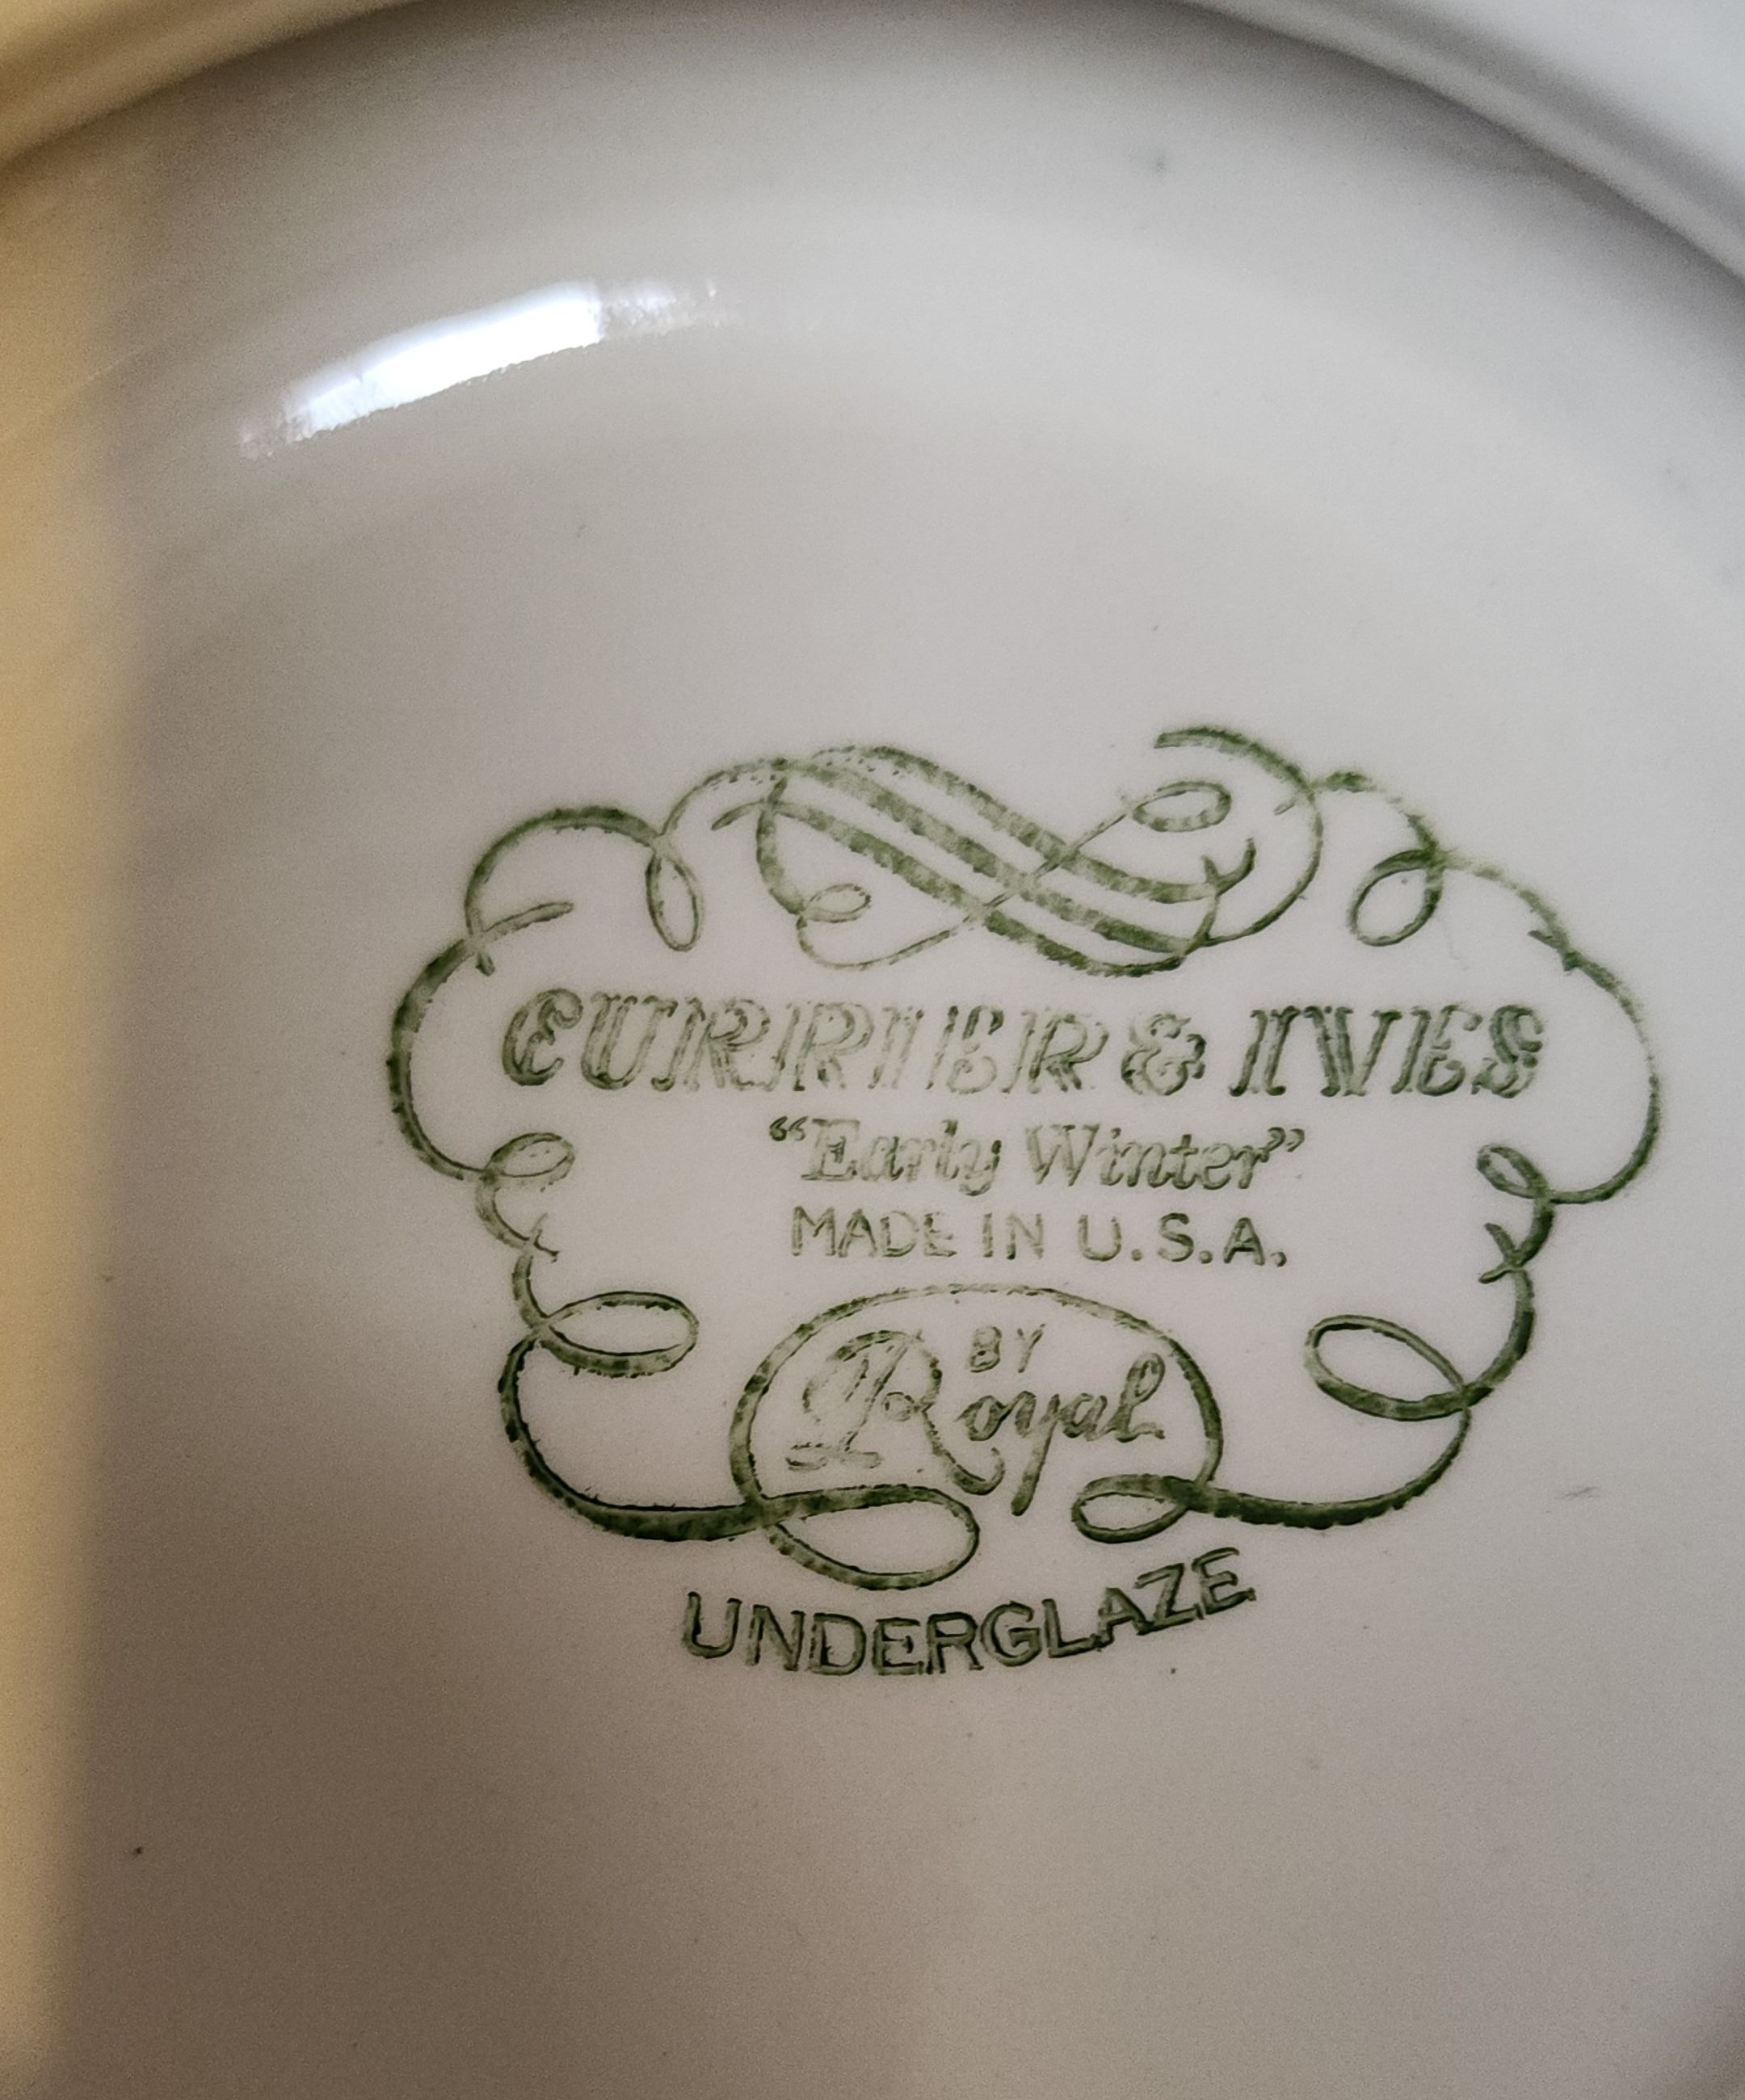 CURRIER & IVES
“Early Winter”
MADE IN U.S.A.
BY
Royal
UNDERGLAZE